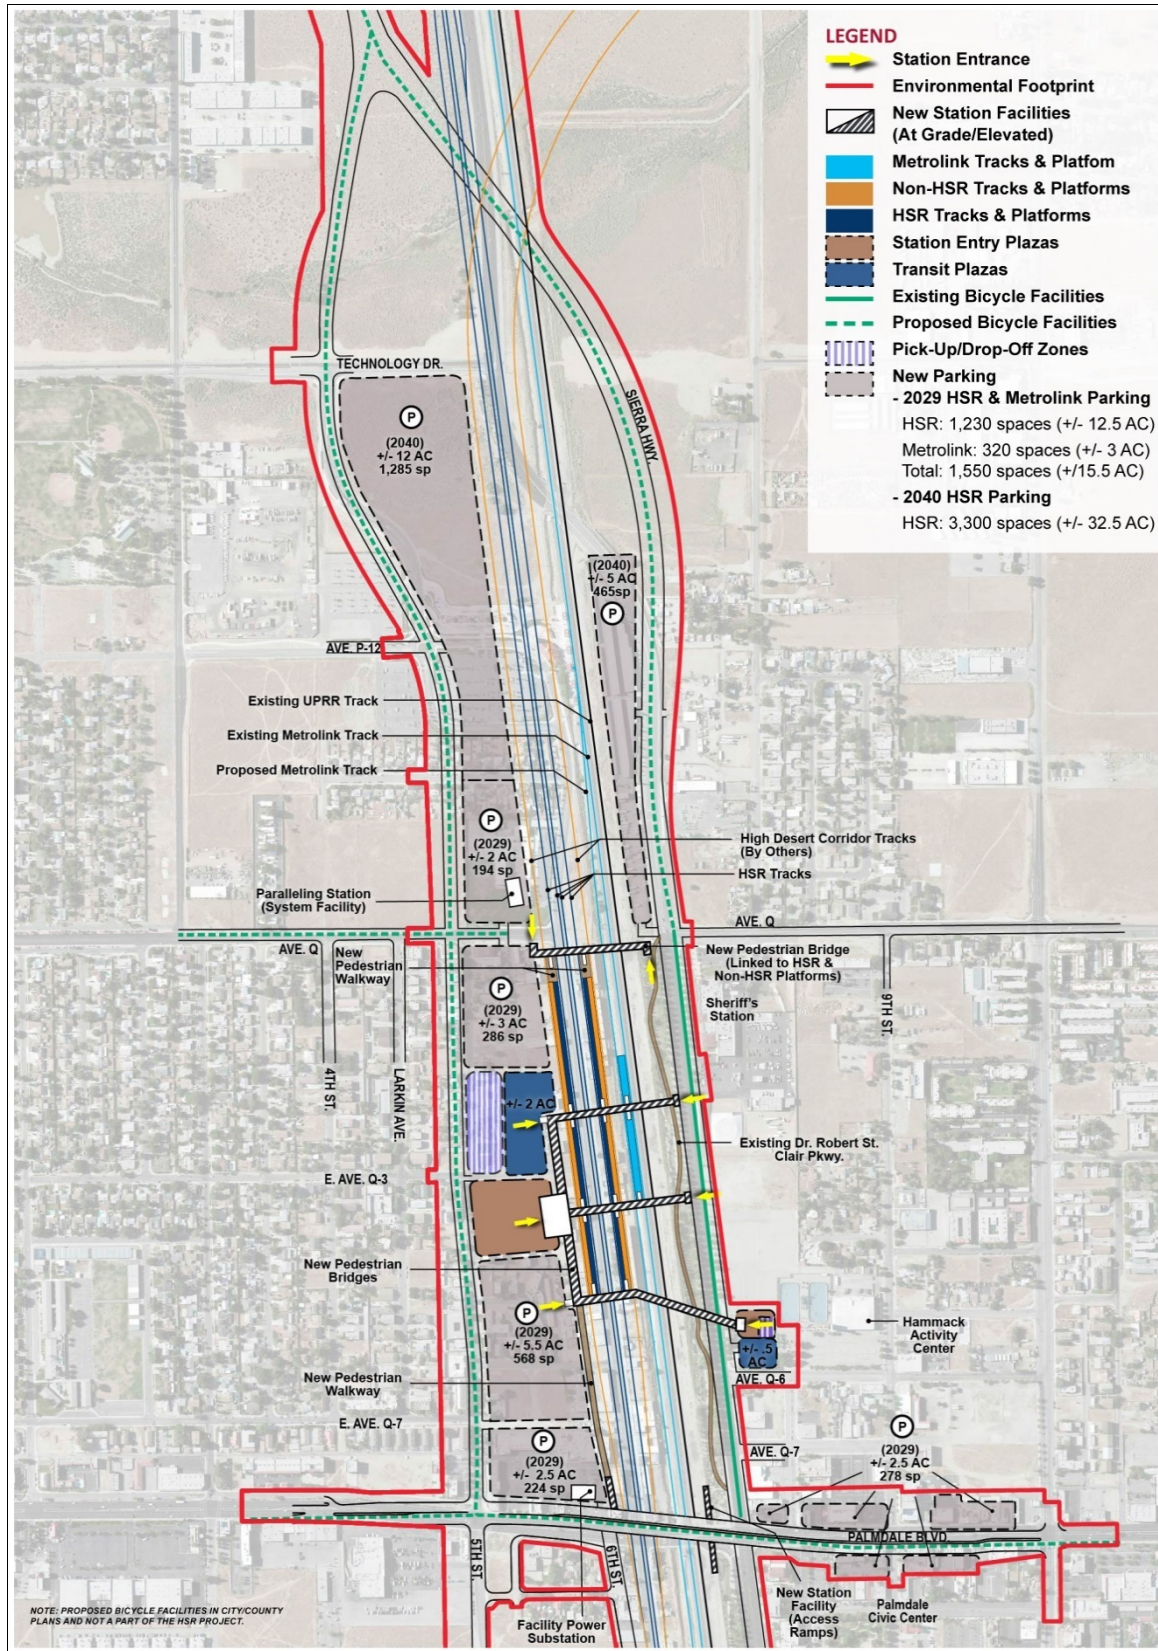 LEGEND
Station Entrance
Environmental Footprint
New Station Facilities
(At Grade/Elevated)
Metrolink Tracks & Platfom
Non-HSR Tracks & Platforms
HSR Tracks & Platforms
Station Entry Plazas
Transit Plazas
Existing Bicycle Facilities
Proposed Bicycle Facilities
Pick-Up/Drop-Off Zones
New Parking
- 2029 HSR & Metrolink Parking
HSR: 1,230 spaces (+/- 12.5 AC)
Metrolink: 320 spaces (+/- 3 AC)
Total: 1,550 spaces (+/15.5 AC)
- 2040 HSR Parking
HSR: 3,300 spaces (+/- 32.5 AC)
TECHNOLOGY DR.
SIERRA HWY.
P
(2040)
+/- 12 AC
1,285 sp
(2040)
+/- 5 AC
465sp
P
AVE. P-12
Existing UPRR Track
Existing Metrolink Track
Proposed Metrolink Track
P
(2029)
+/- 2 AC
194 sp
High Desert Corridor Tracks
(By Others)
HSR Tracks
Paralleling Station
(System Facility)
AVE. Q
AVE. Q
New
Pedestrian
Walkway
New Pedestrian Bridge
(Linked to HSR &
Non-HSR Platforms)
P
(2029)
+/- 3 AC
286 sp
Sheriff's
Station
9TH ST.
4TH ST.
LARKIN AVE.
+/- 2 AC
Existing Dr. Robert St.
Clair Pkwy.
E. AVE. Q-3
New Pedestrian
Bridges
P
(2029)
+/- 5.5 AC
568 sp
Hammack
Activity
Center
+/- .5
AC
AVE. Q-6
New Pedestrian
Walkway
E. AVE. Q-7
P
(2029)
+/- 2.5 AC
224 sp
AVE. Q-7
P
(2029)
+/- 2.5 AC
278 sp
PALMDALE BLVD
5TH ST.
6TH ST.
New Station
Facility
(Access
Ramps)
Palmdale
Civic Center
Facility Power
Substation
NOTE: PROPOSED BICYCLE FACILITIES IN CITY/COUNTY
PLANS AND NOT A PART OF THE HSR PROJECT.